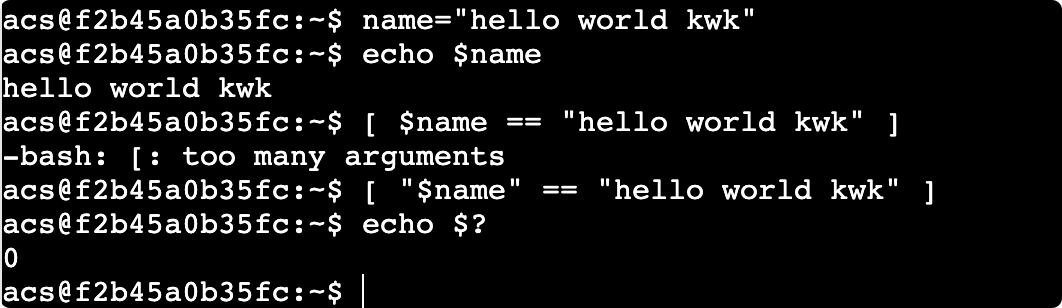 acs@f2b45a0b35fc:~$ name="hello world kwk"
acs@f2b45a0b35fc:~$ echo $name
hello world kwk
acs@f2b45a0b35fc:~$ [ $name == "hello world kwk" ]
-bash: [: too many arguments
acs@f2b45a0b35fc:~$ [ "$name" == "hello world kwk" ]
acs@f2b45a0b35fc:~$ echo $?
0
acs@f2b45a0b35fc:~$